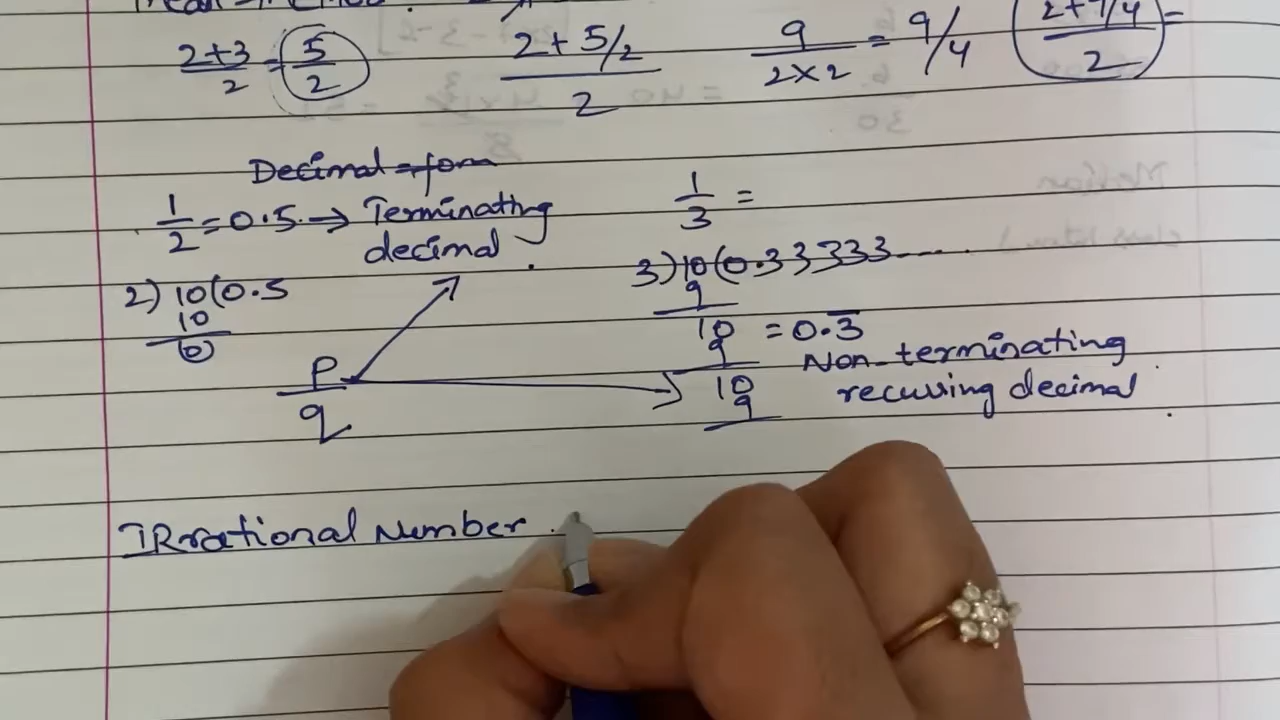 Mean method :
2+3/2 = 5/2   2+5/2 / 2   9/2×2 = 9/4   2+9/4 / 2 =
Decimal form
1/2 = 0.5 → Terminating
decimal
1/3 =
2) 10 (0.5
10
0
3) 10 (0.33333....
9
10 = 0.3̅
9
10
9
Non-terminating
recurring decimal
P/q
IRrational Number